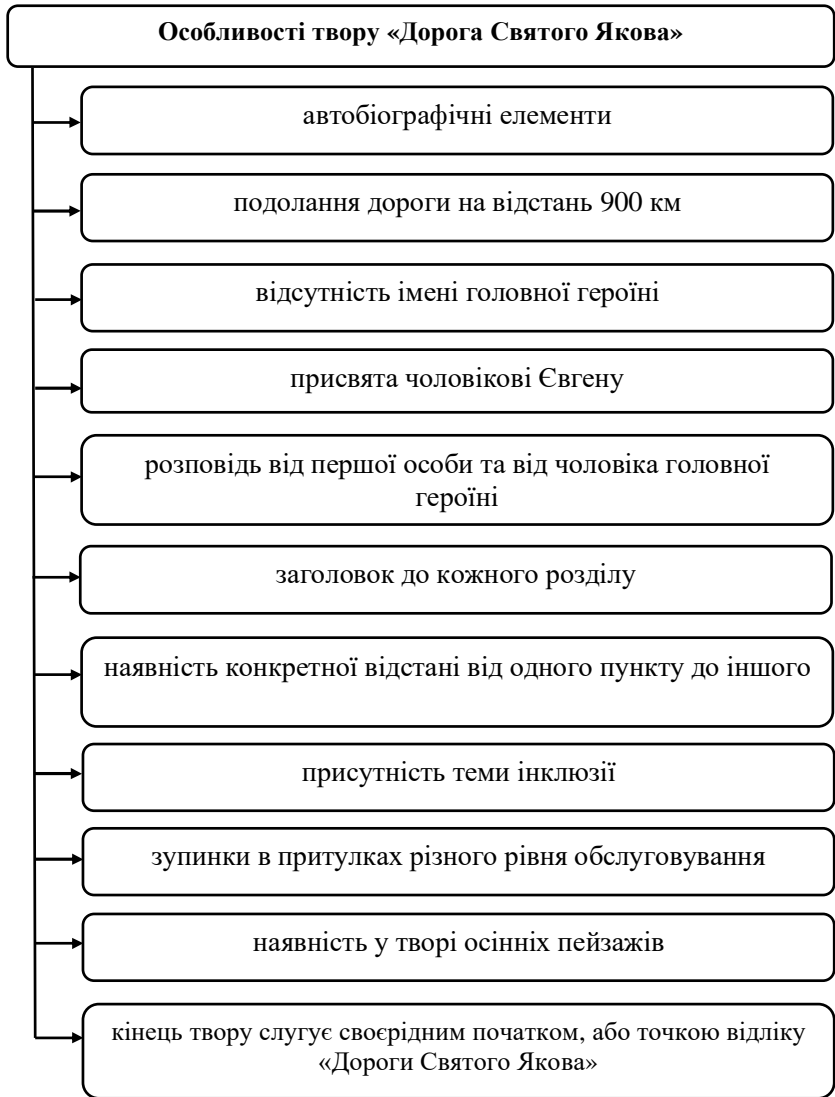 Особливості твору «Дорога Святого Якова»
автобіографічні елементи
подолання дороги на відстань 900 км
відсутність імені головної героїні
присвята чоловікові Євгену
розповідь від першої особи та від чоловіка головної
героїні
заголовок до кожного розділу
наявність конкретної відстані від одного пункту до іншого
присутність теми інклюзії
зупинки в притулках різного рівня обслуговування
наявність у творі осінніх пейзажів
кінець твору слугує своєрідним початком, або точкою відліку
«Дороги Святого Якова»